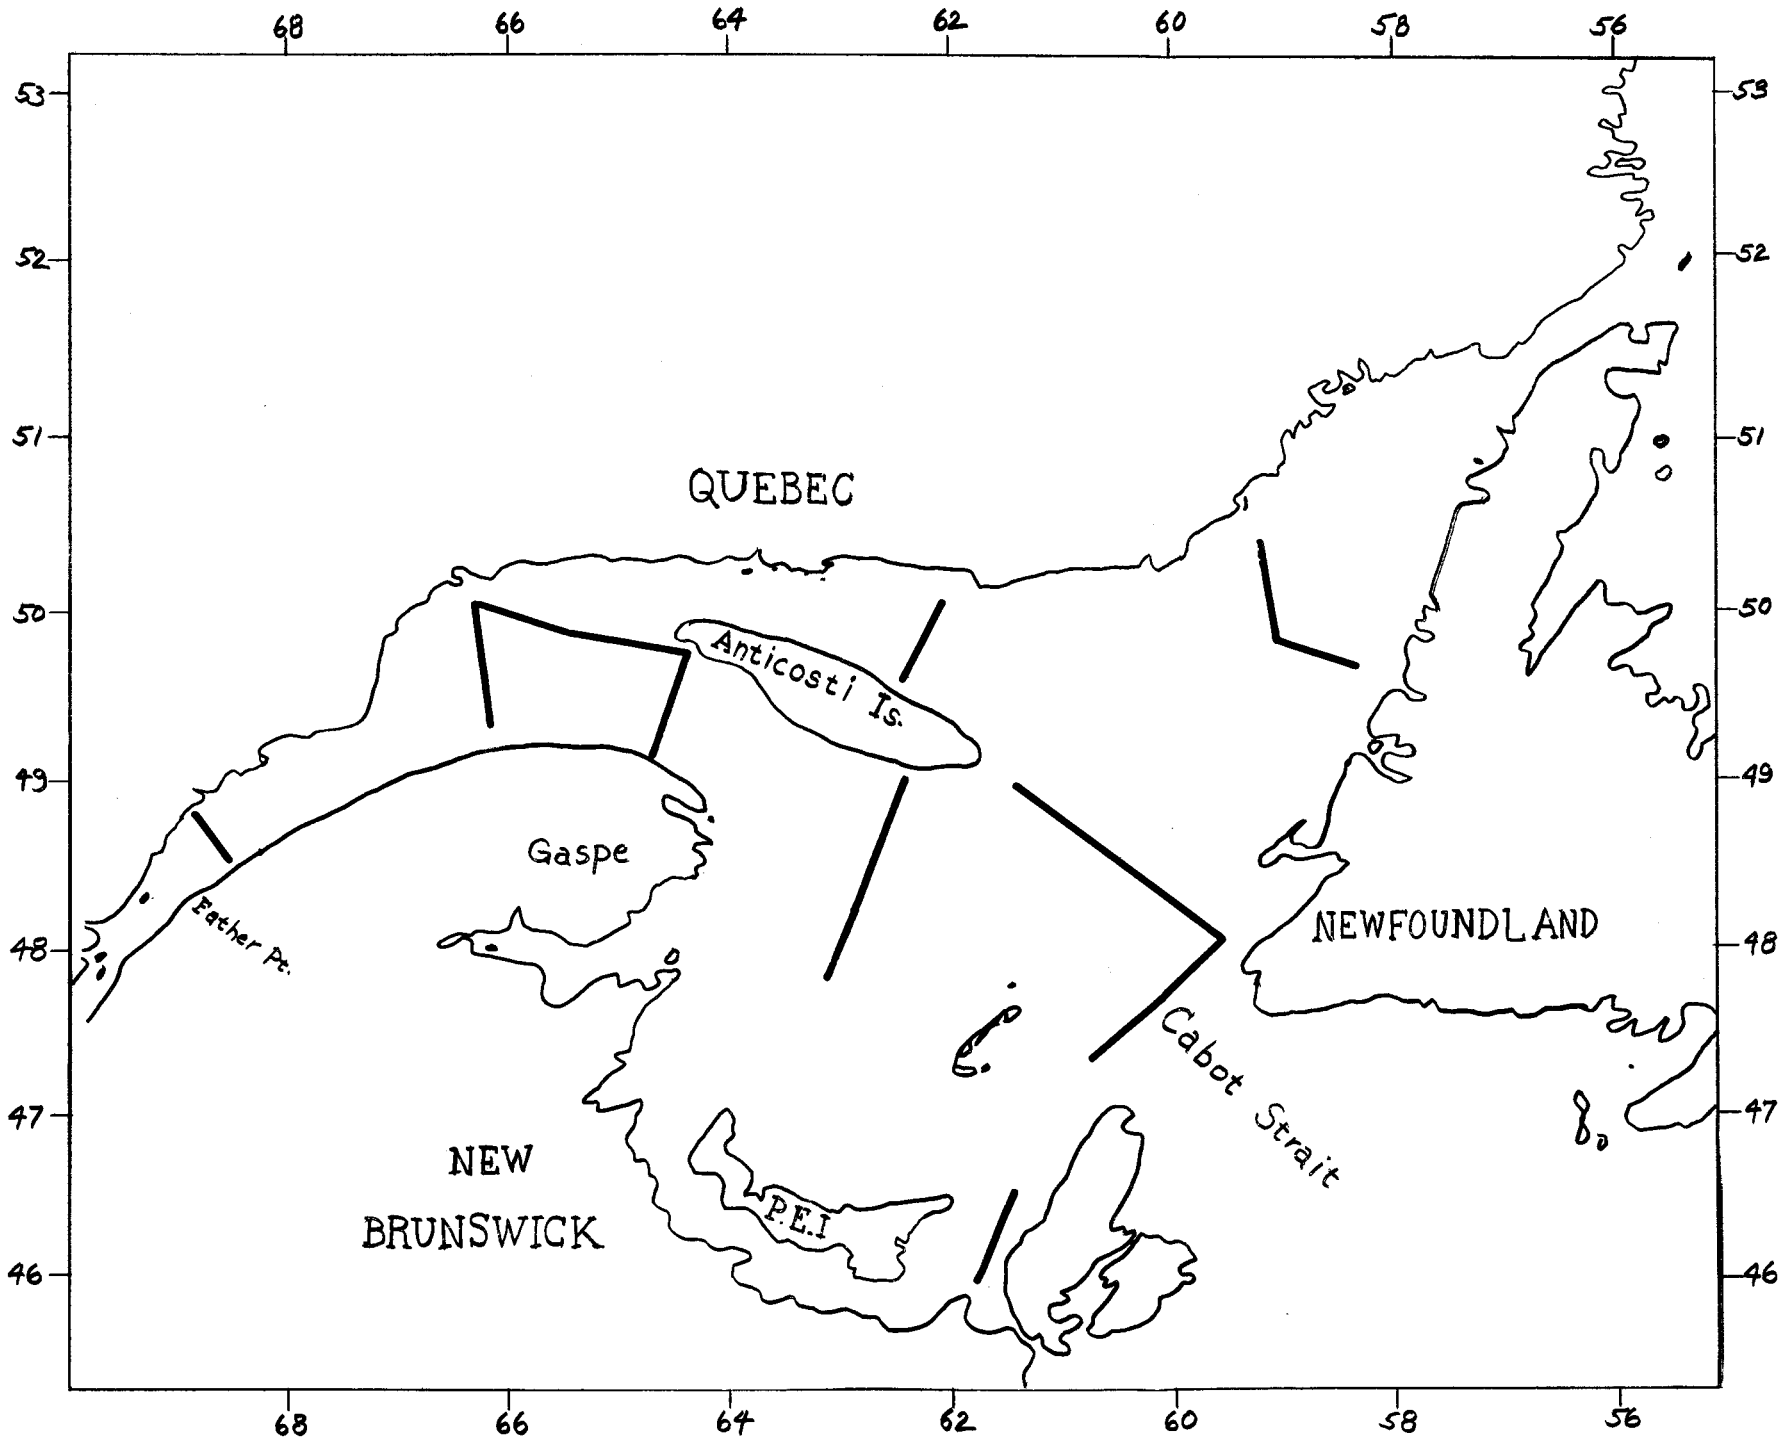 68 66 64 62 60 58 56
53 53
52 52
51 51
QUEBEC
50 50
Anticosti Is.
49 49
Gaspe
Father Pt.
NEWFOUNDLAND
48 48
Cabot Strait
47 47
NEW
BRUNSWICK
P.E.I
46 46
68 66 64 62 60 58 56